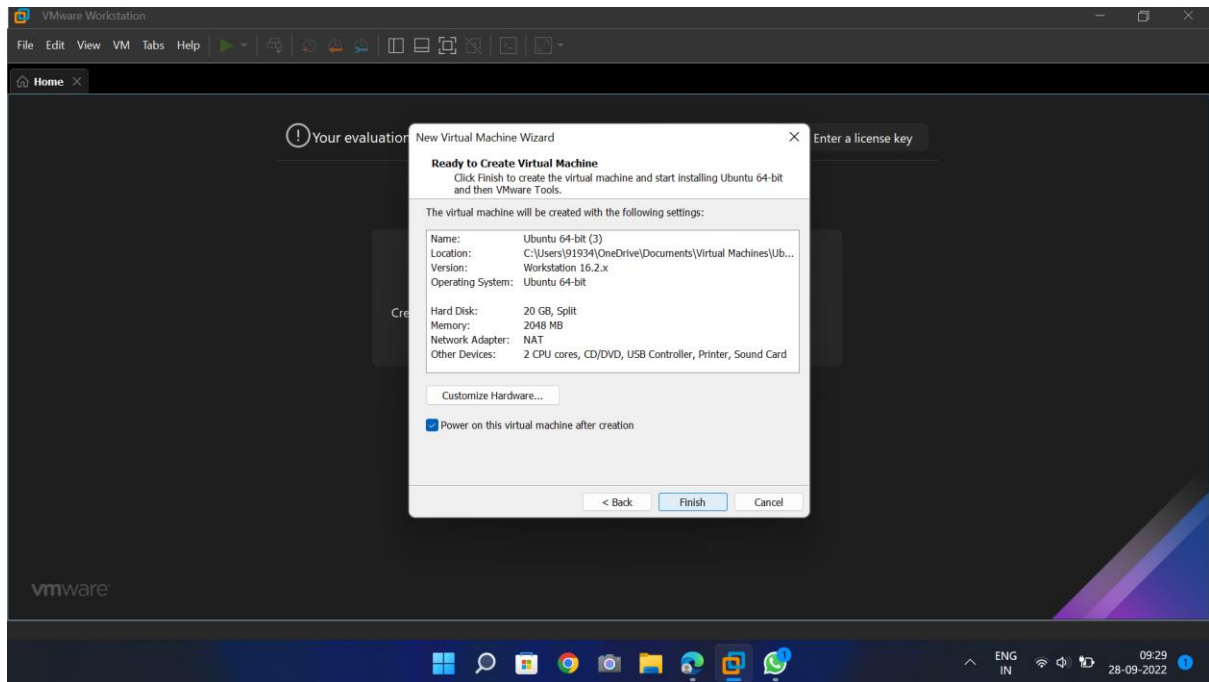 VMware Workstation
File Edit View VM Tabs Help
Home
Your evaluation
Enter a license key
New Virtual Machine Wizard
Ready to Create Virtual Machine
Click Finish to create the virtual machine and start installing Ubuntu 64-bit
and then VMware Tools.
The virtual machine will be created with the following settings:
Name: Ubuntu 64-bit (3)
Location: C:\Users\91934\OneDrive\Documents\Virtual Machines\Ub...
Version: Workstation 16.2.x
Operating System: Ubuntu 64-bit
Hard Disk: 20 GB, Split
Memory: 2048 MB
Network Adapter: NAT
Other Devices: 2 CPU cores, CD/DVD, USB Controller, Printer, Sound Card
Cre
Customize Hardware...
Power on this virtual machine after creation
< Back Finish Cancel
vmware
ENG
IN
09:29
28-09-2022
1
1